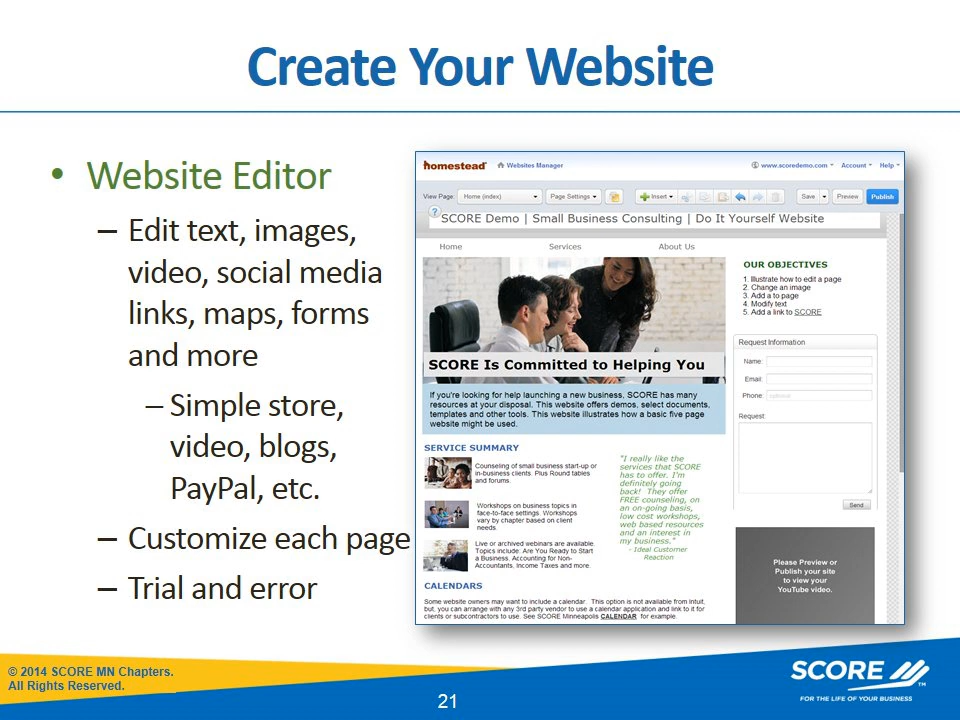 Create Your Website
• Website Editor
– Edit text, images,
video, social media
links, maps, forms
and more
– Simple store,
video, blogs,
PayPal, etc.
– Customize each page
– Trial and error
homestead
Websites Manager
www.scoredemo.com
Account
Help
View Page:
Home (index)
Page Settings
Insert
Save
Preview
Publish
?
SCORE Demo | Small Business Consulting | Do It Yourself Website
Home
Services
About Us
SCORE Is Committed to Helping You
If you're looking for help launching a new business, SCORE has many
resources at your disposal. This website offers demos, select documents,
templates and other tools. This website illustrates how a basic five page
website might be used.
SERVICE SUMMARY
Counseling of small business start-up or
in-business clients. Plus Round tables
and forums.
Workshops on business topics in
face-to-face settings. Workshops
vary by chapter based on client
needs.
Live or archived webinars are available.
Topics include: Are You Ready to Start
a Business, Accounting for Non-
Accountants, Income Taxes and more.
"I really like the
services that SCORE
has to offer. I'm
definitely going
back! They offer
FREE counseling, on
an on-going basis,
low cost workshops,
web based resources
and an interest in
my business."
- Ideal Customer
Reaction
CALENDARS
Some website owners may want to include a calendar. This option is not available from Intuit,
but, you can arrange with any 3rd party vendor to use a calendar application and link to it for
clients or subcontractors to use. See SCORE Minneapolis CALENDAR for example.
OUR OBJECTIVES
1. Illustrate how to edit a page
2. Change an image
3. Add a to page
4. Modify text
5. Add a link to SCORE
Request Information
Name:
Email:
Phone:
optional
Request:
Send
Please Preview or
Publish your site
to view your
YouTube video.
© 2014 SCORE MN Chapters.
All Rights Reserved.
21
SCORE
TM
FOR THE LIFE OF YOUR BUSINESS